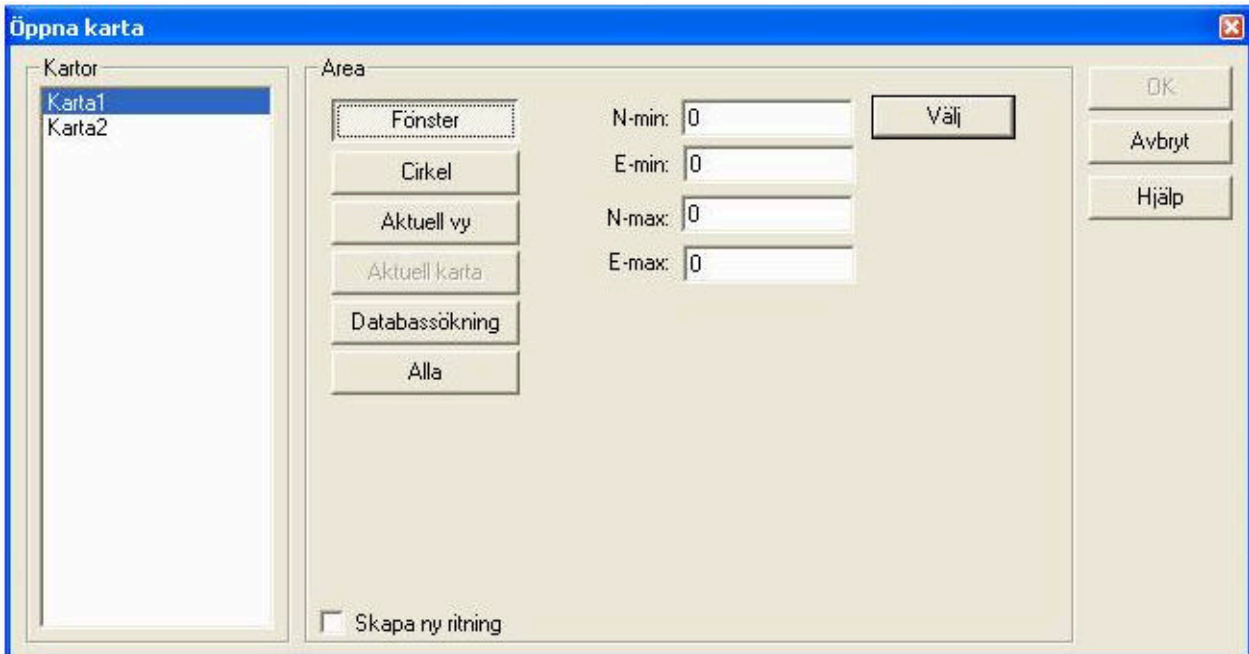 Öppna karta
Kartor
Karta1
Karta2
Area
Fönster
Cirkel
Aktuell vy
Aktuell karta
Databassökning
Alla
N-min: 0
E-min: 0
N-max: 0
E-max: 0
Välj
Skapa ny ritning
OK
Avbryt
Hjälp